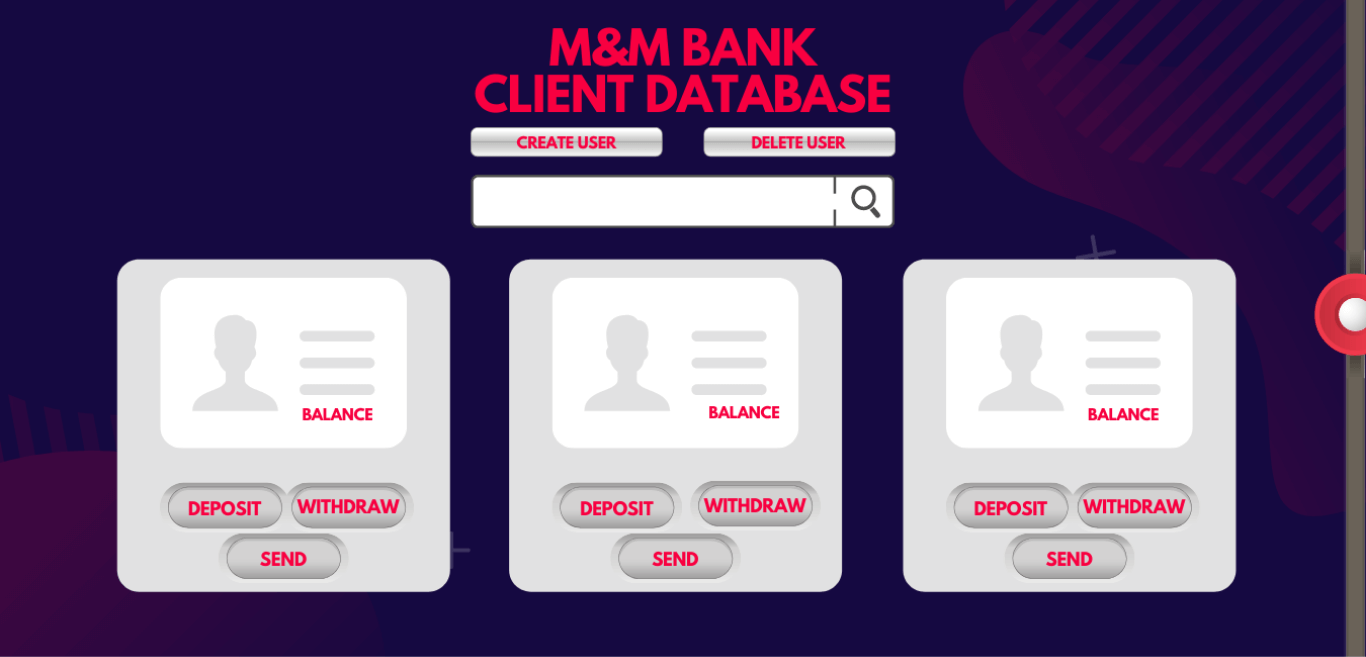 M&M BANK
CLIENT DATABASE
CREATE USER DELETE USER
BALANCE BALANCE BALANCE
DEPOSIT WITHDRAW DEPOSIT WITHDRAW DEPOSIT WITHDRAW
SEND SEND SEND